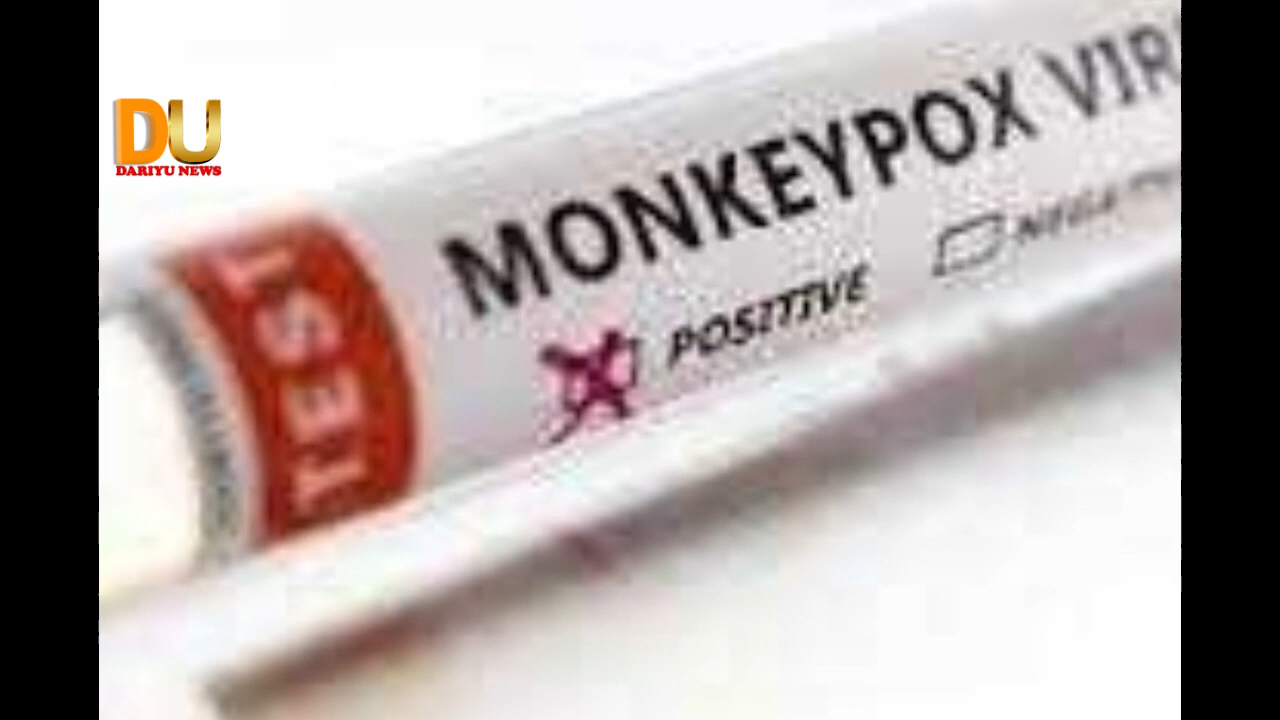 DU
DARIYU NEWS
TEST
MONKEYPOX VIR
POSITIVE